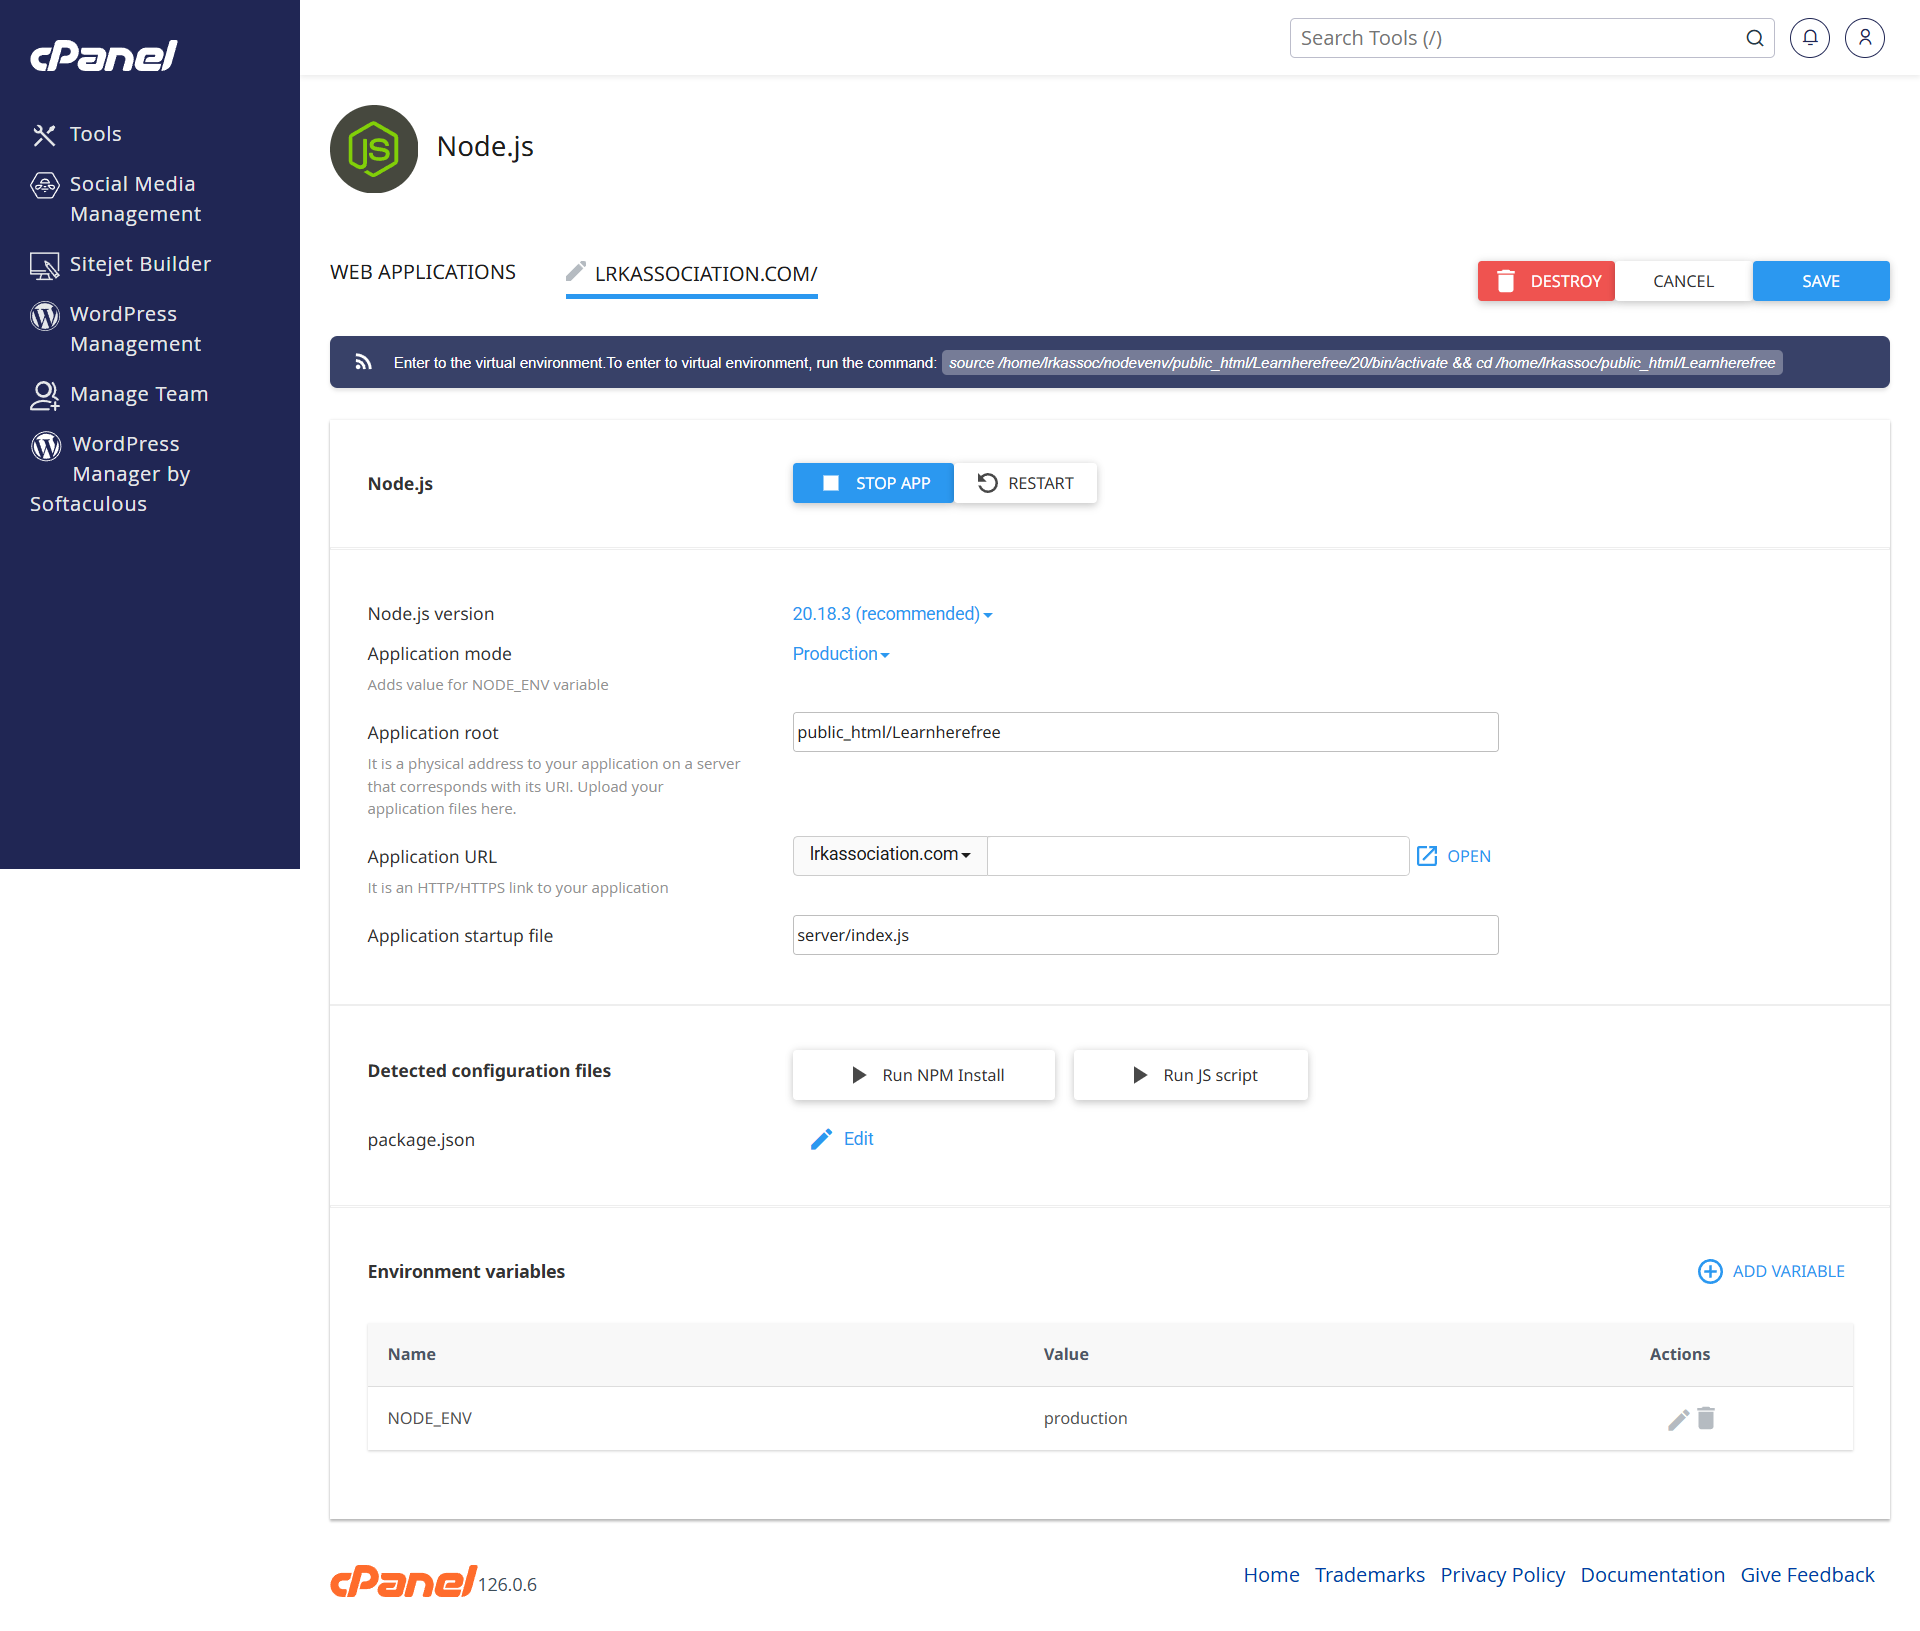 cPanel
Tools
Social Media
Management
Sitejet Builder
WordPress
Management
Manage Team
WordPress
Manager by
Softaculous
Search Tools (/)
JS
Node.js
WEB APPLICATIONS
LRKASSOCIATION.COM/
DESTROY
CANCEL
SAVE
Enter to the virtual environment.To enter to virtual environment, run the command: source /home/lrkassoc/nodevenv/public_html/Learnherefree/20/bin/activate && cd /home/lrkassoc/public_html/Learnherefree
Node.js
STOP APP
RESTART
Node.js version
20.18.3 (recommended)
Application mode
Production
Adds value for NODE_ENV variable
Application root
public_html/Learnherefree
It is a physical address to your application on a server
that corresponds with its URI. Upload your
application files here.
Application URL
lrkassociation.com
OPEN
It is an HTTP/HTTPS link to your application
Application startup file
server/index.js
Detected configuration files
Run NPM Install
Run JS script
package.json
Edit
Environment variables
ADD VARIABLE
Name
Value
Actions
NODE_ENV
production
cPanel 126.0.6
Home
Trademarks
Privacy Policy
Documentation
Give Feedback